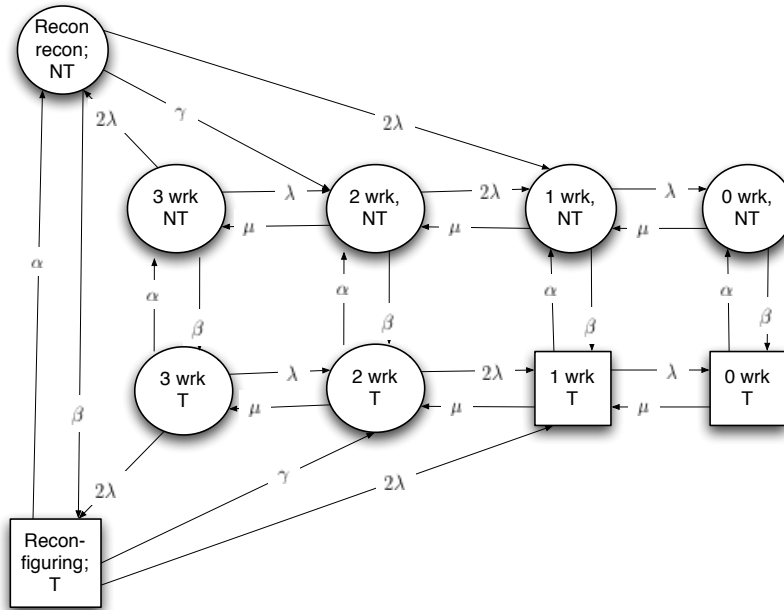 Recon
recon;
NT
2λ
γ
2λ
3 wrk
NT
λ
2 wrk,
NT
2λ
1 wrk,
NT
λ
0 wrk,
NT
μ
μ
μ
α
α
β
α
β
α
β
β
3 wrk
T
λ
2 wrk
T
2λ
1 wrk
T
λ
0 wrk
T
μ
μ
μ
β
2λ
γ
2λ
Recon-
figuring;
T